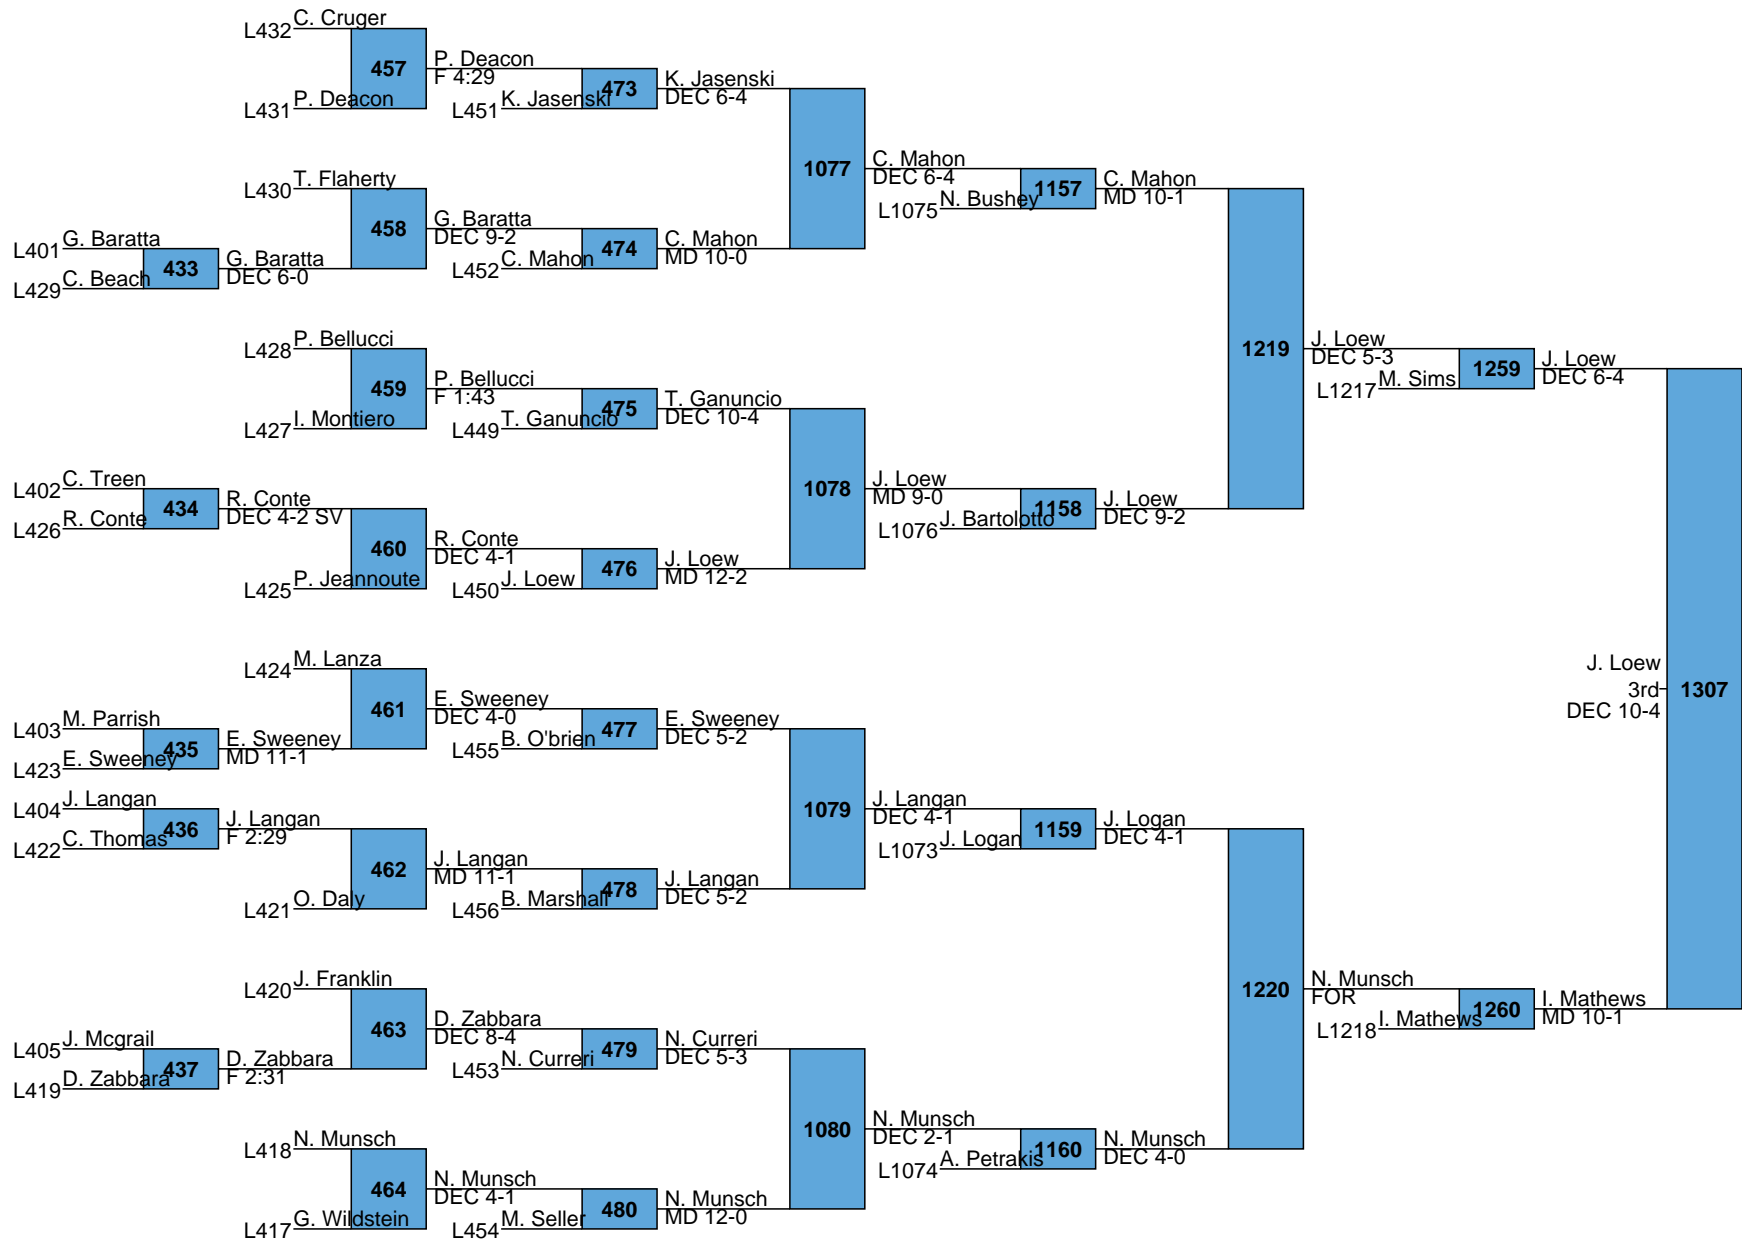 C. Cruger
L432
457
P. Deacon
F 4:29
P. Deacon
L431
473
K. Jasenski
L451
K. Jasenski
DEC 6-4
1077
T. Flaherty
L430
458
G. Baratta
L401
433
C. Beach
L429
G. Baratta
DEC 6-0
G. Baratta
DEC 9-2
474
C. Mahon
L452
C. Mahon
MD 10-0
C. Mahon
DEC 6-4
1157
N. Bushey
L1075
C. Mahon
MD 10-1
1219
P. Bellucci
L428
459
I. Montiero
L427
P. Bellucci
F 1:43
475
T. Ganuncio
L449
T. Ganuncio
DEC 10-4
1078
C. Treen
L402
434
R. Conte
L426
R. Conte
DEC 4-2 SV
460
P. Jeannoute
L425
R. Conte
DEC 4-1
476
J. Loew
L450
J. Loew
MD 12-2
J. Loew
MD 9-0
1158
J. Bartolotto
L1076
J. Loew
DEC 9-2
J. Loew
DEC 5-3
1259
M. Sims
L1217
J. Loew
DEC 6-4
J. Loew
3rd
DEC 10-4
1307
M. Lanza
L424
461
M. Parrish
L403
435
E. Sweeney
L423
E. Sweeney
MD 11-1
E. Sweeney
DEC 4-0
477
B. O'brien
L455
E. Sweeney
DEC 5-2
1079
J. Langan
L404
436
C. Thomas
L422
J. Langan
F 2:29
462
O. Daly
L421
J. Langan
MD 11-1
478
B. Marshall
L456
J. Langan
DEC 5-2
J. Langan
DEC 4-1
1159
J. Logan
L1073
J. Logan
DEC 4-1
1220
J. Franklin
L420
463
J. Mcgrail
L405
437
D. Zabbara
L419
D. Zabbara
F 2:31
D. Zabbara
DEC 8-4
479
N. Curreri
L453
N. Curreri
DEC 5-3
1080
N. Munsch
L418
464
G. Wildstein
L417
N. Munsch
DEC 4-1
480
M. Seller
L454
N. Munsch
MD 12-0
N. Munsch
DEC 2-1
1160
A. Petrakis
L1074
N. Munsch
DEC 4-0
N. Munsch
FOR
1260
I. Mathews
L1218
I. Mathews
MD 10-1